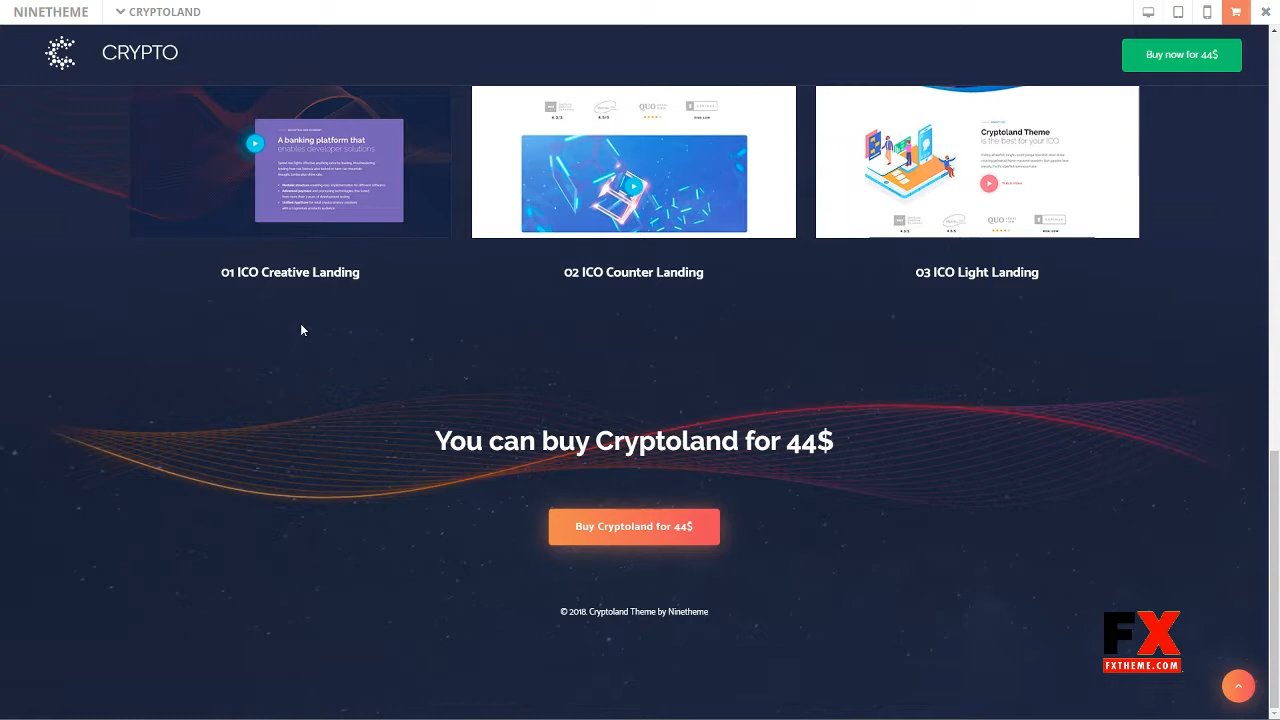 NINETHEME
CRYPTOLAND
CRYPTO
Buy now for 44$
A banking platform that
enables developer solutions
QUO
Cryptoland Theme
is the best for your ICO
QUO
01 ICO Creative Landing
02 ICO Counter Landing
03 ICO Light Landing
You can buy Cryptoland for 44$
Buy Cryptoland for 44$
© 2018. Cryptoland Theme by Ninetheme
FX
FXTHEME.COM